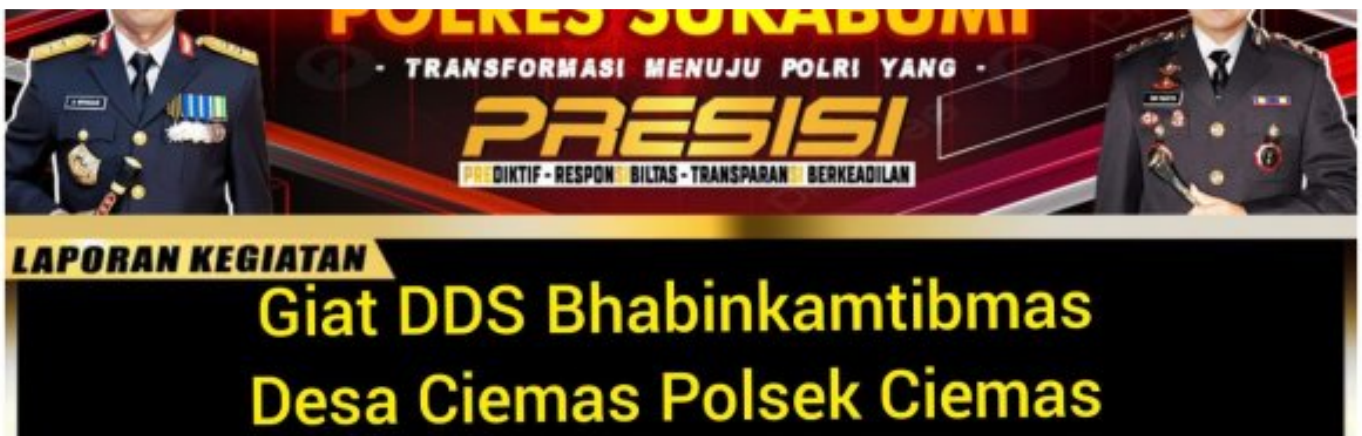 POLRES SUKABUMI
- TRANSFORMASI MENUJU POLRI YANG -
PRESISI
PREDIKTIF - RESPONSIBILTAS - TRANSPARANSI BERKEADILAN
LAPORAN KEGIATAN
Giat DDS Bhabinkamtibmas
Desa Ciemas Polsek Ciemas